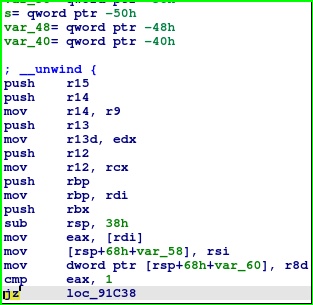 s= qword ptr -50h
var_48= qword ptr -48h
var_40= qword ptr -40h
; __unwind {
push r15
push r14
mov r14, r9
push r13
mov r13d, edx
push r12
mov r12, rcx
push rbp
mov rbp, rdi
push rbx
sub rsp, 38h
mov eax, [rdi]
mov [rsp+68h+var_58], rsi
mov dword ptr [rsp+68h+var_60], r8d
cmp eax, 1
jz loc_91C38